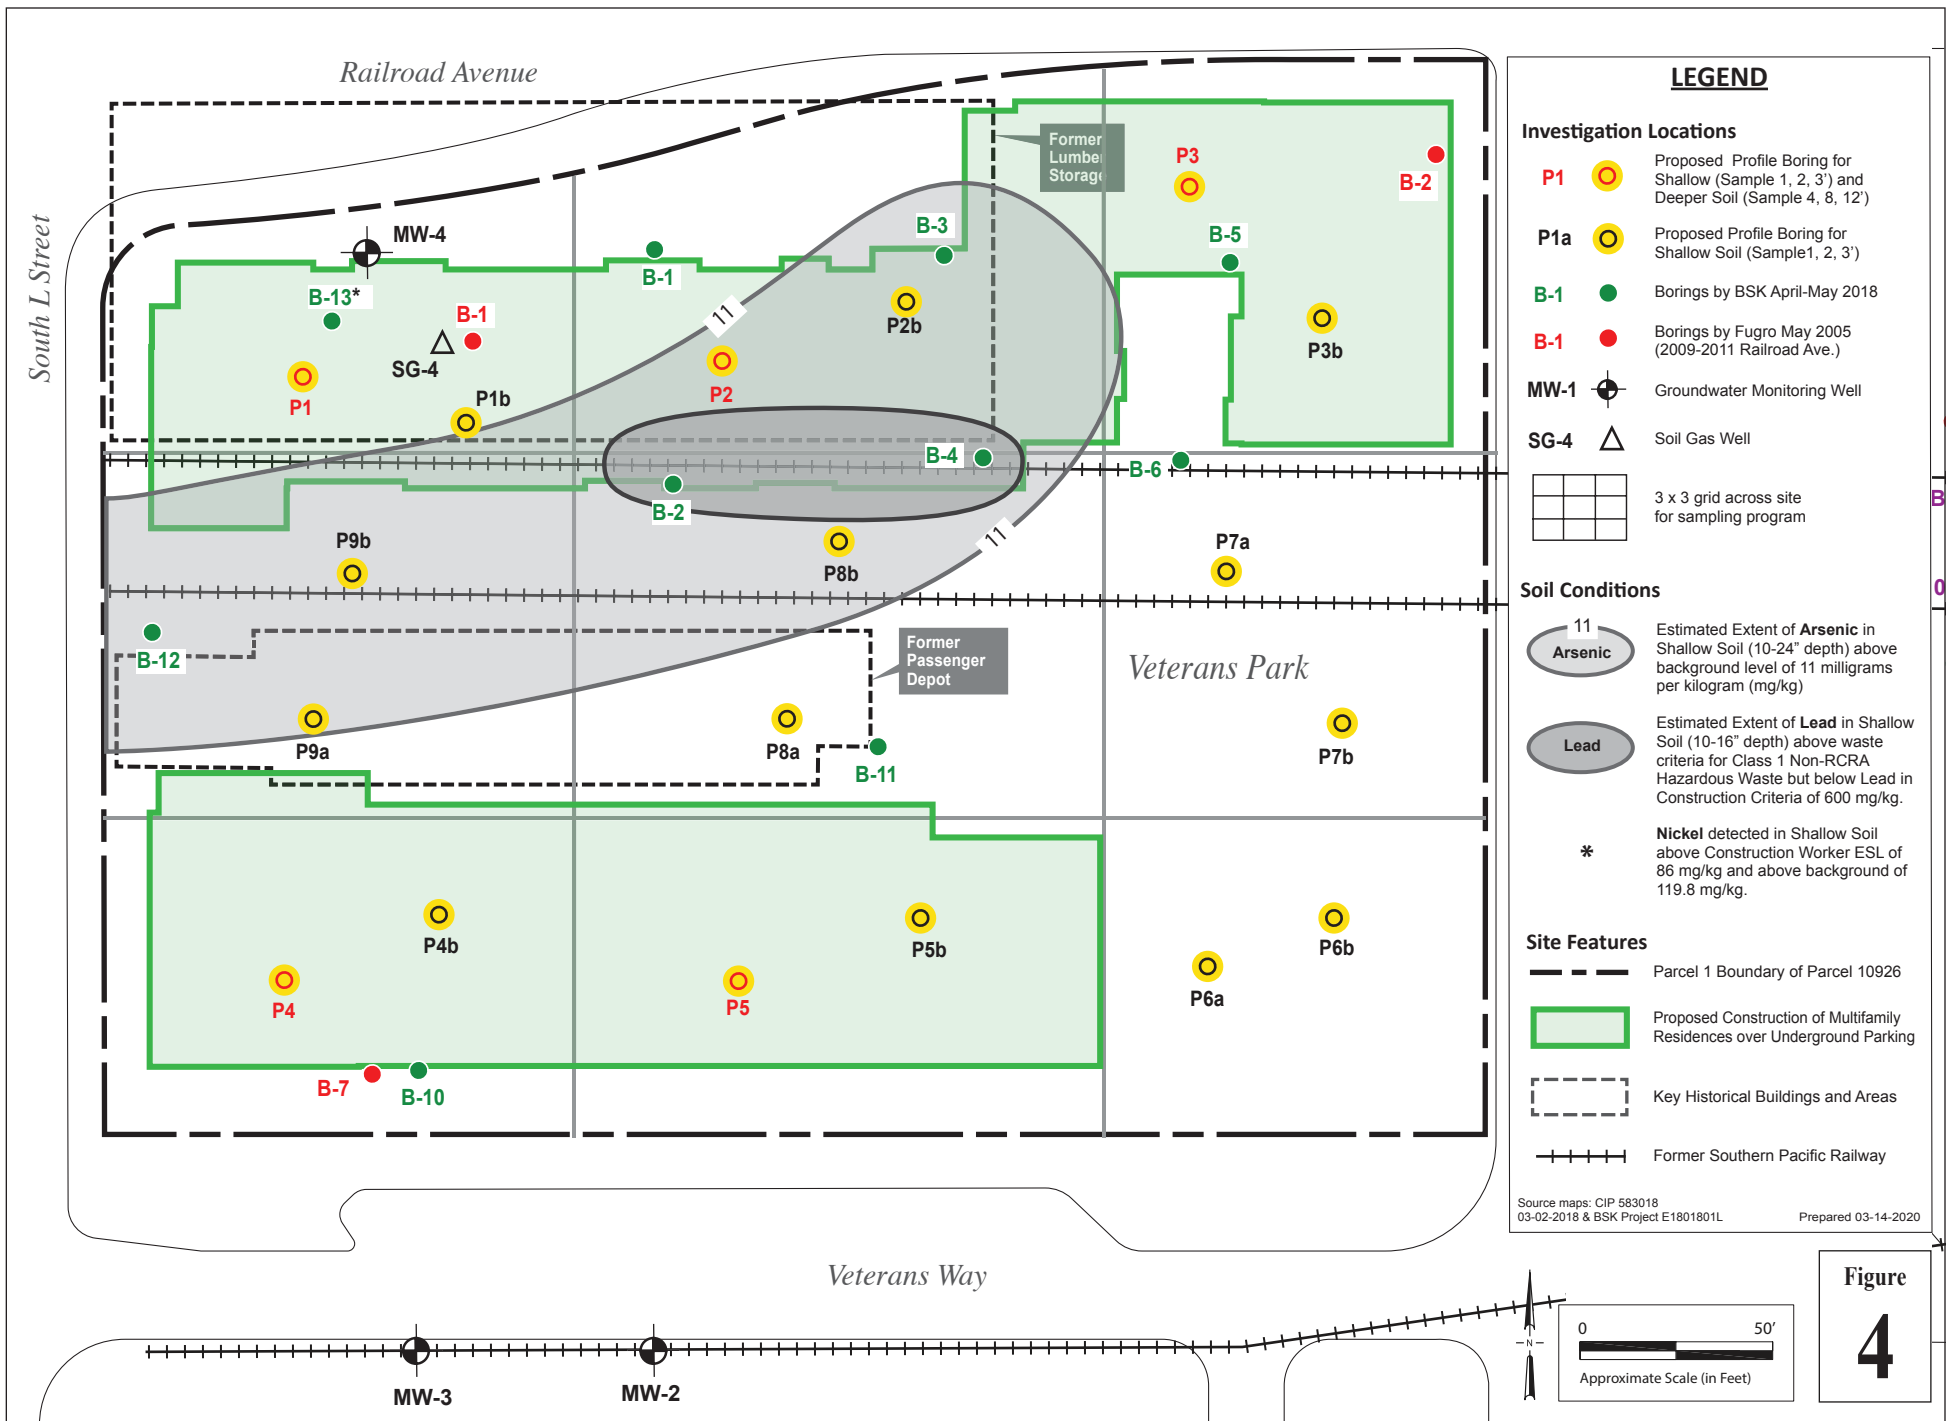 Railroad Avenue
South L Street
Former
Lumber
Storage
P3
B-2
MW-4
B-3
B-5
B-1
B-13*
B-1
SG-4
11
P2b
P3b
P1
P1b
P2
B-4
B-6
B-2
11
P9b
P8b
P7a
B-12
Former
Passenger
Depot
Veterans Park
P9a
P8a
B-11
P7b
P4b
P5b
P6b
P4
P5
P6a
B-7
B-10
Veterans Way
MW-3
MW-2
LEGEND
Investigation Locations
P1
Proposed Profile Boring for
Shallow (Sample 1, 2, 3') and
Deeper Soil (Sample 4, 8, 12')
P1a
Proposed Profile Boring for
Shallow Soil (Sample1, 2, 3')
B-1
Borings by BSK April-May 2018
B-1
Borings by Fugro May 2005
(2009-2011 Railroad Ave.)
MW-1
Groundwater Monitoring Well
SG-4
Soil Gas Well
3 x 3 grid across site
for sampling program
Soil Conditions
11
Arsenic
Estimated Extent of Arsenic in
Shallow Soil (10-24” depth) above
background level of 11 milligrams
per kilogram (mg/kg)
Lead
Estimated Extent of Lead in Shallow
Soil (10-16” depth) above waste
criteria for Class 1 Non-RCRA
Hazardous Waste but below Lead in
Construction Criteria of 600 mg/kg.
*
Nickel detected in Shallow Soil
above Construction Worker ESL of
86 mg/kg and above background of
119.8 mg/kg.
Site Features
Parcel 1 Boundary of Parcel 10926
Proposed Construction of Multifamily
Residences over Underground Parking
Key Historical Buildings and Areas
Former Southern Pacific Railway
Source maps: CIP 583018
03-02-2018 & BSK Project E1801801L
Prepared 03-14-2020
B
0
N
0 50'
Approximate Scale (in Feet)
Figure
4